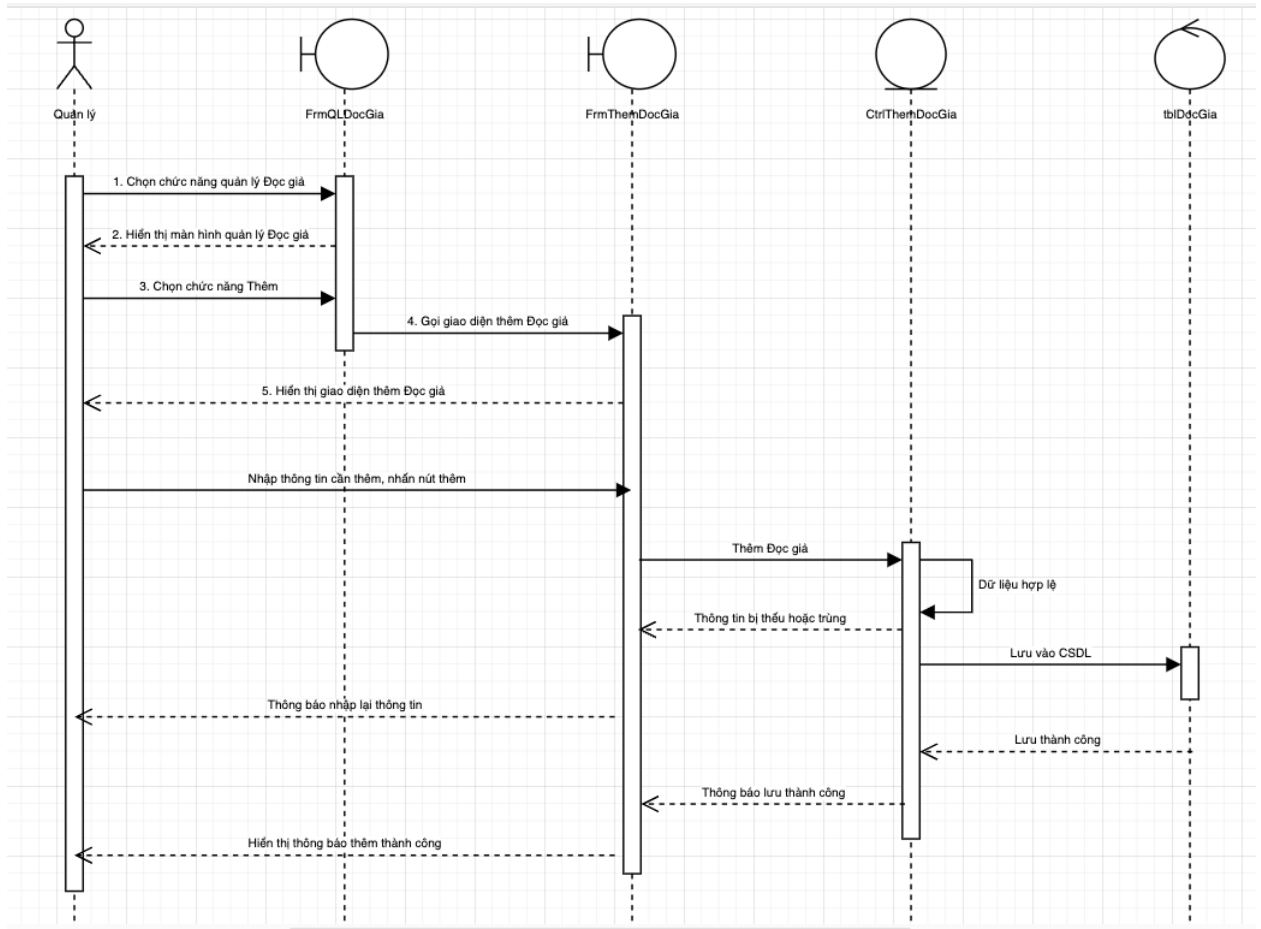 Quản lý
FrmQLDocGia
FrmThemDocGia
CtrlThemDocGia
tblDocGia
1. Chọn chức năng quản lý Đọc giả
2. Hiển thị màn hình quản lý Đọc giả
3. Chọn chức năng Thêm
4. Gọi giao diện thêm Đọc giả
5. Hiển thị giao diện thêm Đọc giả
Nhập thông tin cần thêm, nhấn nút thêm
Thêm Đọc giả
Dữ liệu hợp lệ
Thông tin bị thếu hoặc trùng
Lưu vào CSDL
Thông báo nhập lại thông tin
Lưu thành công
Thông báo lưu thành công
Hiển thị thông báo thêm thành công